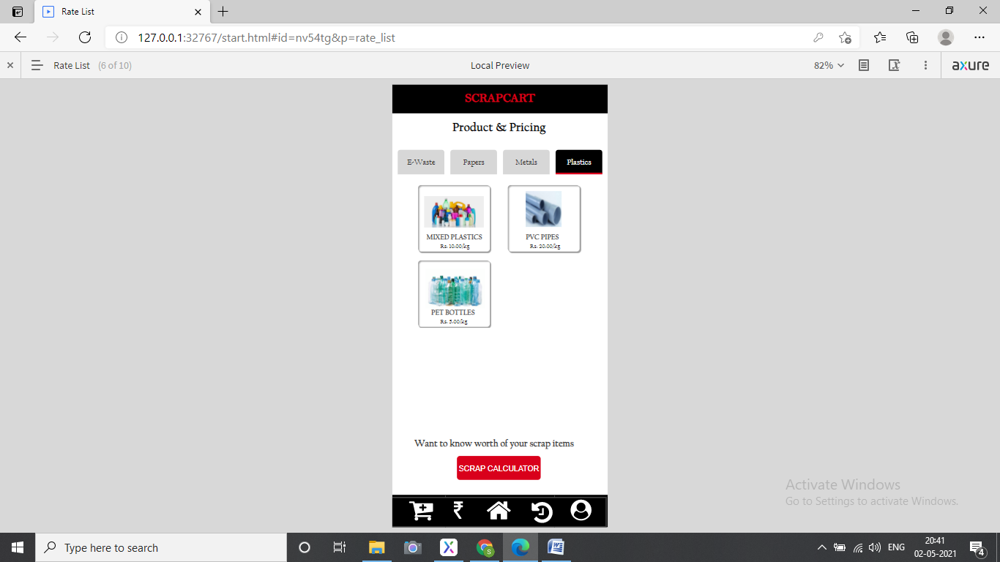 Rate List
127.0.0.1:32767/start.html#id=nv54tg&p=rate_list
Rate List (6 of 10)
Local Preview
82%
axure
SCRAPCART
Product & Pricing
E-Waste
Papers
Metals
Plastics
MIXED PLASTICS
Rs. 10.00/kg
PVC PIPES
Rs. 20.00/kg
PET BOTTLES
Rs. 5.00/kg
Want to know worth of your scrap items
SCRAP CALCULATOR
Activate Windows
Go to Settings to activate Windows.
Type here to search
S
W
ENG
20:41
02-05-2021
4